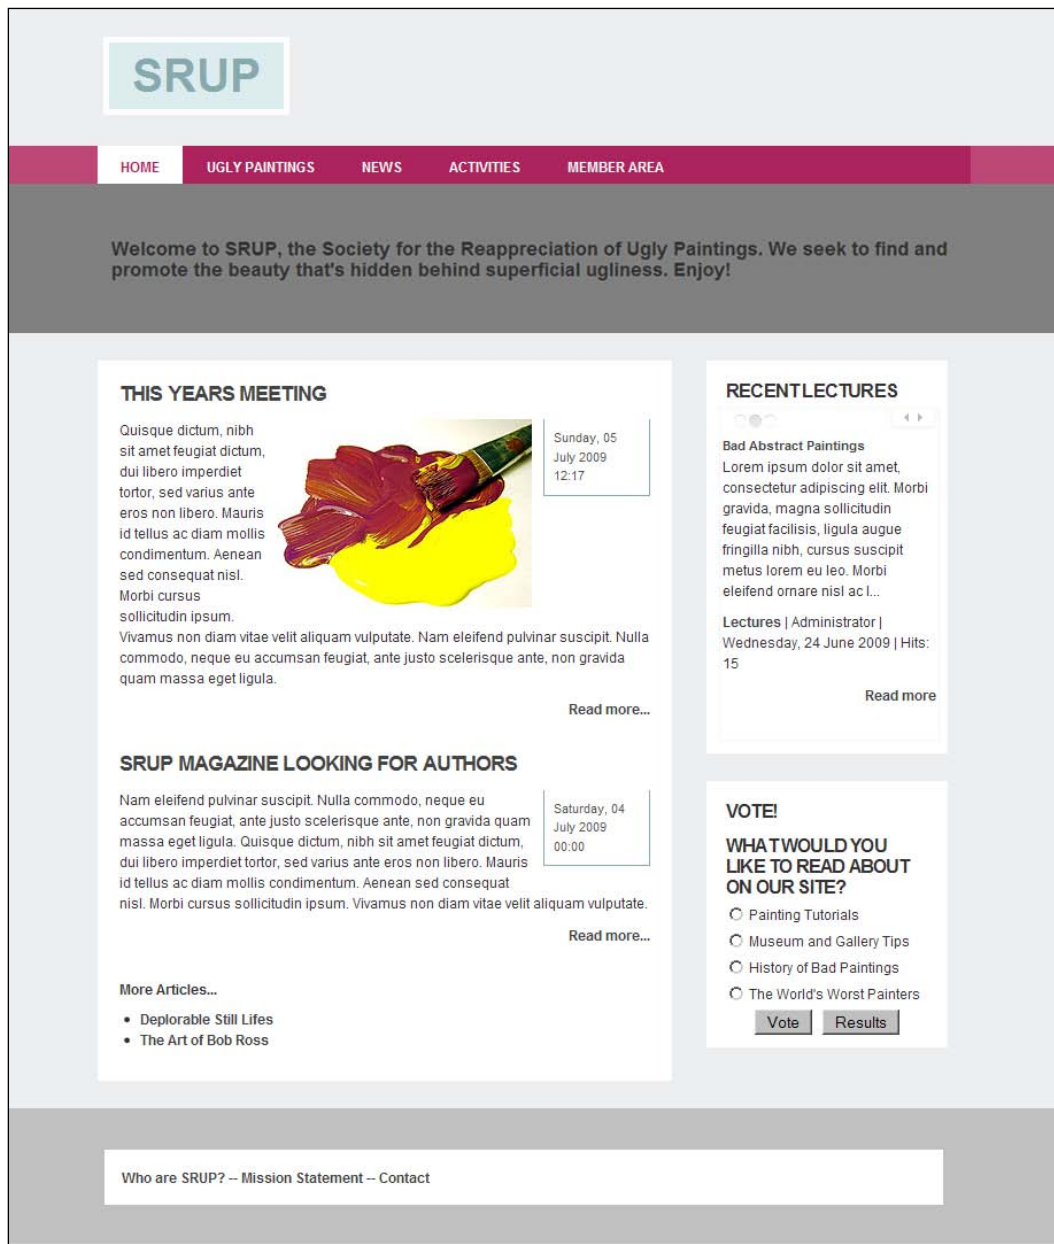 SRUP
HOME UGLY PAINTINGS NEWS ACTIVITIES MEMBER AREA
Welcome to SRUP, the Society for the Reappreciation of Ugly Paintings. We seek to find and
promote the beauty that's hidden behind superficial ugliness. Enjoy!
THIS YEARS MEETING
Quisque dictum, nibh
sit amet feugiat dictum,
dui libero imperdiet
tortor, sed varius ante
eros non libero. Mauris
id tellus ac diam mollis
condimentum. Aenean
sed consequat nisl.
Morbi cursus
sollicitudin ipsum.
Sunday, 05
July 2009
12:17
Vivamus non diam vitae velit aliquam vulputate. Nam eleifend pulvinar suscipit. Nulla
commodo, neque eu accumsan feugiat, ante justo scelerisque ante, non gravida
quam massa eget ligula.
Read more...
SRUP MAGAZINE LOOKING FOR AUTHORS
Nam eleifend pulvinar suscipit. Nulla commodo, neque eu
accumsan feugiat, ante justo scelerisque ante, non gravida quam
massa eget ligula. Quisque dictum, nibh sit amet feugiat dictum,
dui libero imperdiet tortor, sed varius ante eros non libero. Mauris
id tellus ac diam mollis condimentum. Aenean sed consequat
nisl. Morbi cursus sollicitudin ipsum. Vivamus non diam vitae velit aliquam vulputate.
Saturday, 04
July 2009
00:00
Read more...
More Articles...
• Deplorable Still Lifes
• The Art of Bob Ross
RECENT LECTURES
Bad Abstract Paintings
Lorem ipsum dolor sit amet,
consectetur adipiscing elit. Morbi
gravida, magna sollicitudin
feugiat facilisis, ligula augue
fringilla nibh, cursus suscipit
metus lorem eu leo. Morbi
eleifend ornare nisl ac l...
Lectures | Administrator |
Wednesday, 24 June 2009 | Hits:
15
Read more
VOTE!
WHAT WOULD YOU
LIKE TO READ ABOUT
ON OUR SITE?
Painting Tutorials
Museum and Gallery Tips
History of Bad Paintings
The World's Worst Painters
Vote Results
Who are SRUP? -- Mission Statement -- Contact